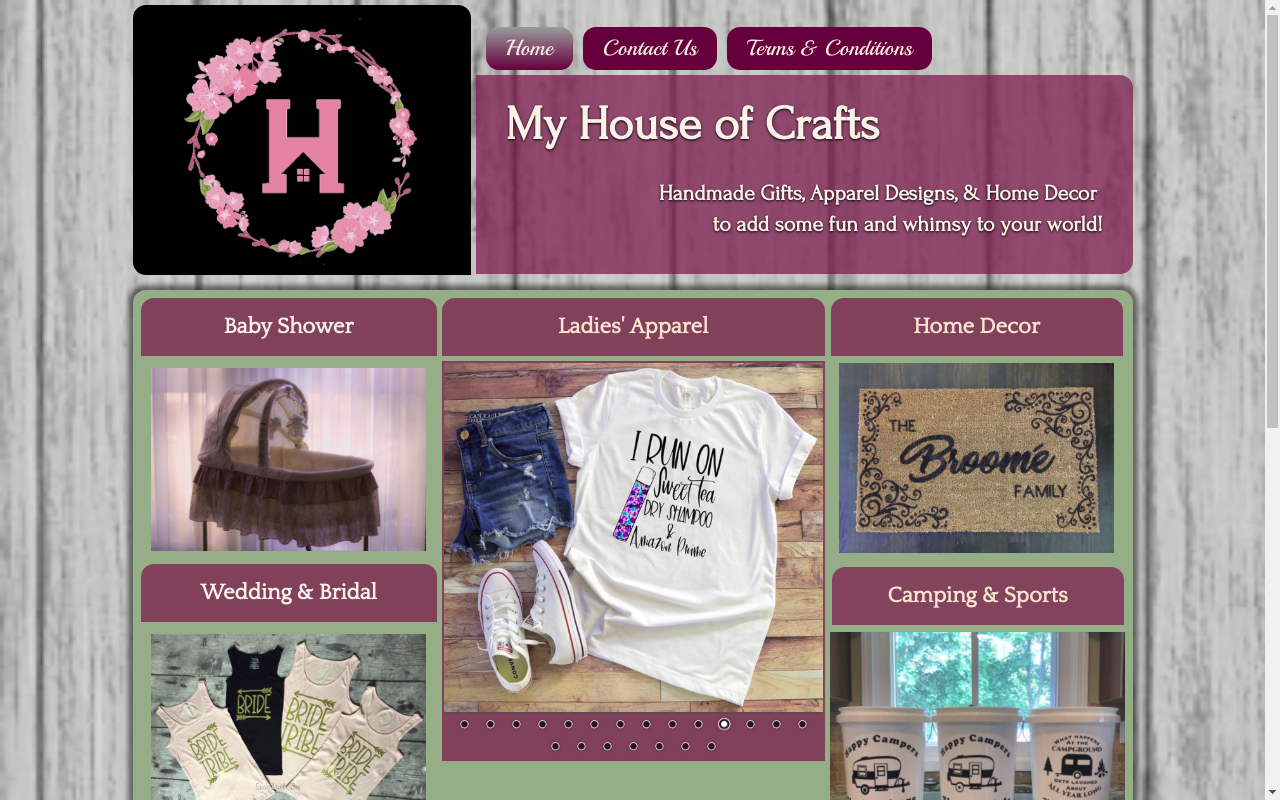 H
Home
Contact Us
Terms & Conditions
My House of Crafts
Handmade Gifts, Apparel Designs, & Home Decor
to add some fun and whimsy to your world!
Baby Shower
Ladies' Apparel
I RUN ON
Sweet tea
DRY SHAMPOO
&
Amazon Prime
Home Decor
THE
Broomé
FAMILY
Wedding & Bridal
BRIDE
BRIDE
TRIBE
BRIDE
TRIBE
BRIDE
TRIBE
Camping & Sports
Happy Campers
Happy Campers
WHAT HAPPENS
AT THE
CAMPGROUND
GETS LAUGHED
ABOUT
ALL YEAR LONG